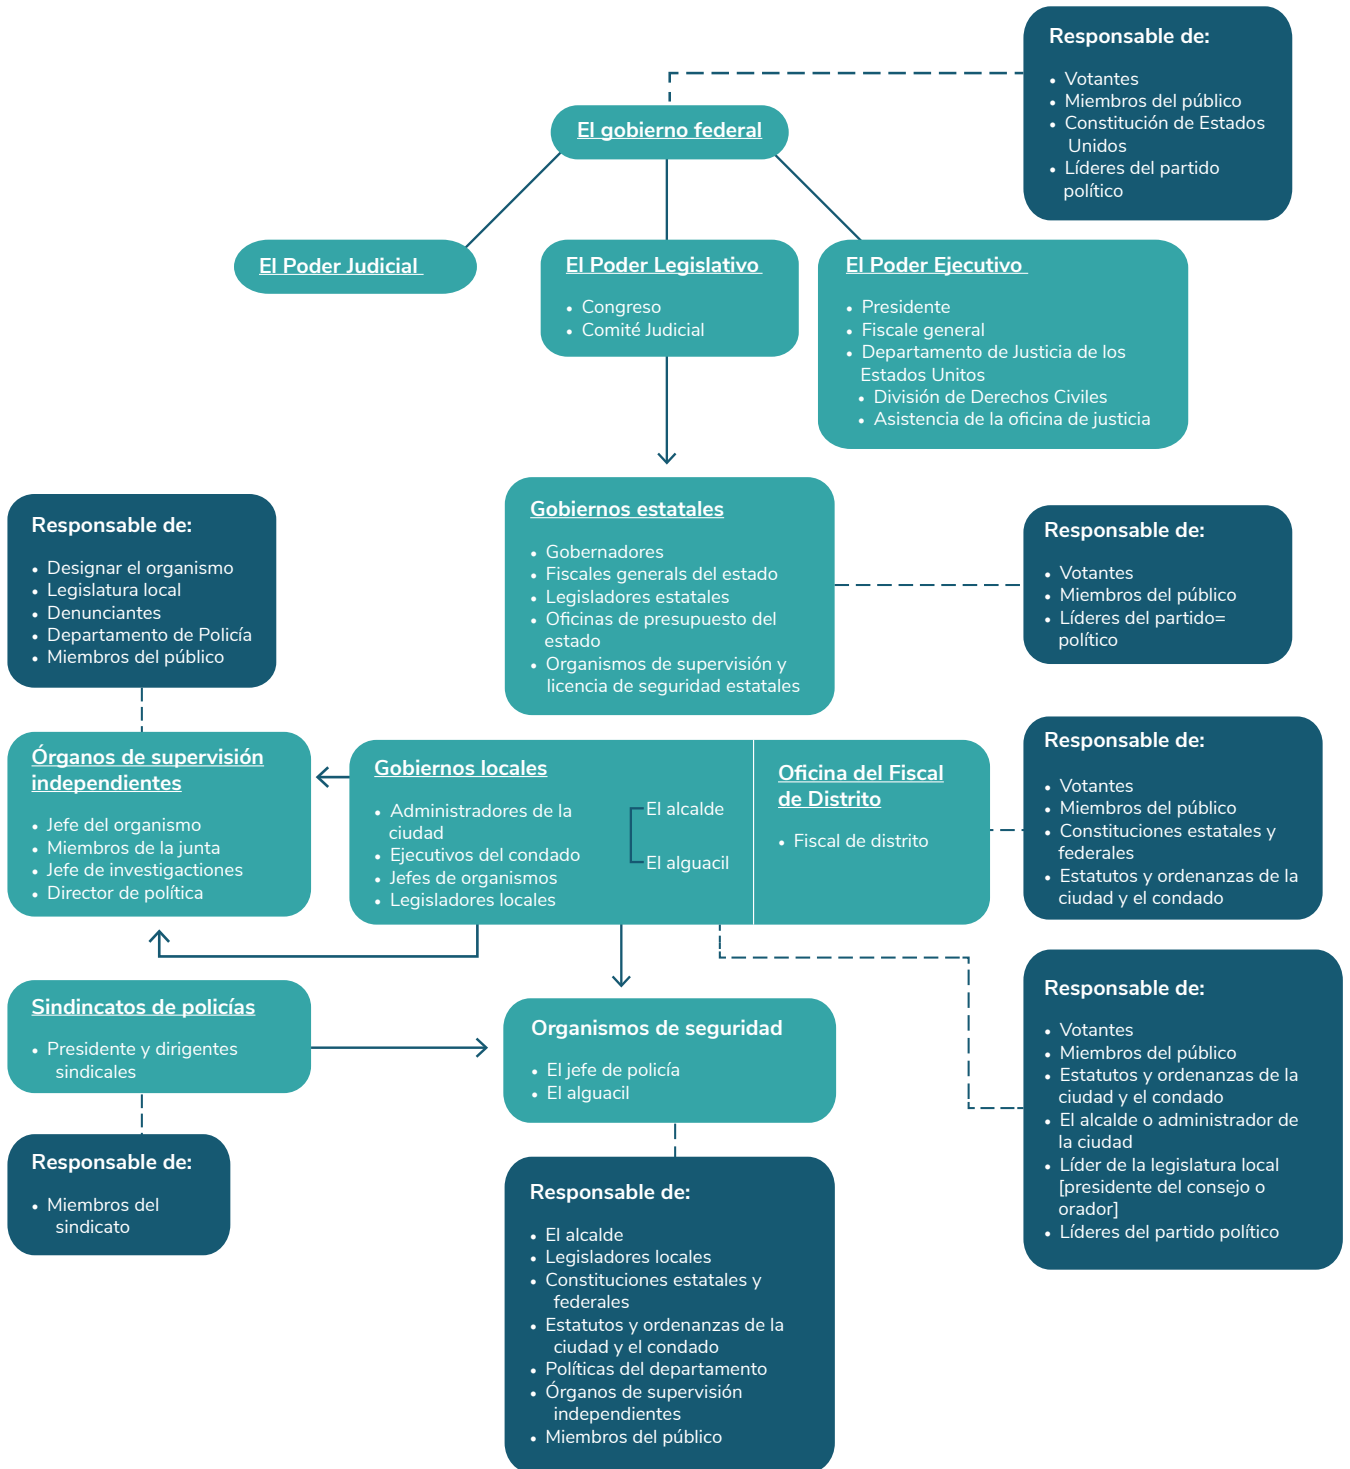 Responsable de:
• Votantes
• Miembros del público
• Constitución de Estados
Unidos
• Líderes del partido
político
El gobierno federal
El Poder Judicial
El Poder Legislativo
• Congreso
• Comité Judicial
El Poder Ejecutivo
• Presidente
• Fiscale general
• Departamento de Justicia de los
Estados Unitos
• División de Derechos Civiles
• Asistencia de la oficina de justicia
Responsable de:
• Designar el organismo
• Legislatura local
• Denunciantes
• Departamento de Policía
• Miembros del público
Gobiernos estatales
• Gobernadores
• Fiscales generals del estado
• Legisladores estatales
• Oficinas de presupuesto del
estado
• Organismos de supervisión y
licencia de seguridad estatales
Responsable de:
• Votantes
• Miembros del público
• Líderes del partido=
político
Órganos de supervisión
independientes
• Jefe del organismo
• Miembros de la junta
• Jefe de investigactiones
• Director de política
Gobiernos locales
• Administradores de la
ciudad
• Ejecutivos del condado
• Jefes de organismos
• Legisladores locales
El alcalde
El alguacil
Oficina del Fiscal
de Distrito
• Fiscal de distrito
Responsable de:
• Votantes
• Miembros del público
• Constituciones estatales y
federales
• Estatutos y ordenanzas de la
ciudad y el condado
Sindincatos de policías
• Presidente y dirigentes
sindicales
Organismos de seguridad
• El jefe de policía
• El alguacil
Responsable de:
• Votantes
• Miembros del público
• Estatutos y ordenanzas de la
ciudad y el condado
• El alcalde o administrador de
la ciudad
• Líder de la legislatura local
[presidente del consejo o
orador]
• Líderes del partido político
Responsable de:
• Miembros del
sindicato
Responsable de:
• El alcalde
• Legisladores locales
• Constituciones estatales y
federales
• Estatutos y ordenanzas de la
ciudad y el condado
• Políticas del departamento
• Órganos de supervisión
independientes
• Miembros del público